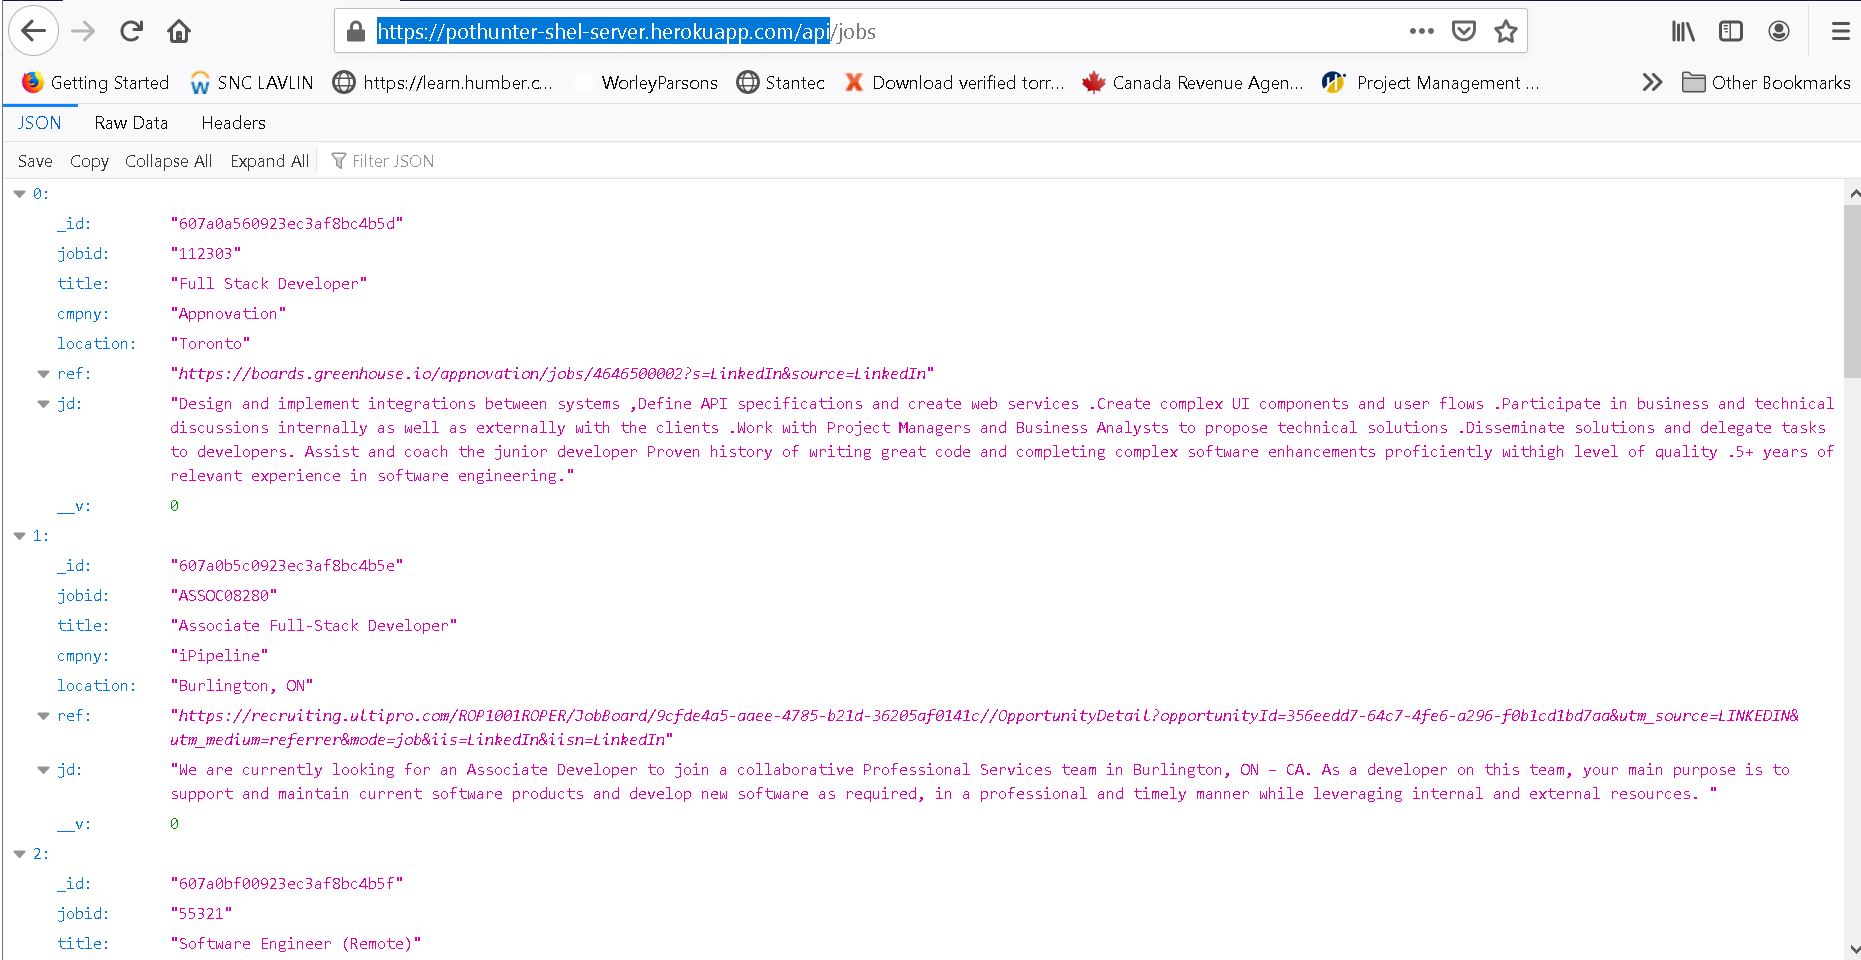 https://pothunter-shel-server.herokuapp.com/api/jobs
Getting Started SNC LAVLIN https://learn.humber.c... WorleyParsons Stantec Download verified torr... Canada Revenue Agen... Project Management ... Other Bookmarks
JSON Raw Data Headers
Save Copy Collapse All Expand All Filter JSON
0:
_id: "607a0a560923ec3af8bc4b5d"
jobid: "112303"
title: "Full Stack Developer"
cmpny: "Appnovation"
location: "Toronto"
ref: "https://boards.greenhouse.io/appnovation/jobs/4646500002?s=LinkedIn&source=LinkedIn"
jd: "Design and implement integrations between systems ,Define API specifications and create web services .Create complex UI components and user flows .Participate in business and technical
discussions internally as well as externally with the clients .Work with Project Managers and Business Analysts to propose technical solutions .Disseminate solutions and delegate tasks
to developers. Assist and coach the junior developer Proven history of writing great code and completing complex software enhancements proficiently withigh level of quality .5+ years of
relevant experience in software engineering."
__v: 0
1:
_id: "607a0b5c0923ec3af8bc4b5e"
jobid: "ASSOC08280"
title: "Associate Full-Stack Developer"
cmpny: "iPipeline"
location: "Burlington, ON"
ref: "https://recruiting.ultipro.com/ROP1001ROPER/JobBoard/9cfde4a5-aaee-4785-b21d-36205af0141c//OpportunityDetail?opportunityId=356eedd7-64c7-4fe6-a296-f0b1cd1bd7aa&utm_source=LINKEDIN&
utm_medium=referrer&mode=job&iis=LinkedIn&iisn=LinkedIn"
jd: "We are currently looking for an Associate Developer to join a collaborative Professional Services team in Burlington, ON – CA. As a developer on this team, your main purpose is to
support and maintain current software products and develop new software as required, in a professional and timely manner while leveraging internal and external resources. "
__v: 0
2:
_id: "607a0bf00923ec3af8bc4b5f"
jobid: "55321"
title: "Software Engineer (Remote)"